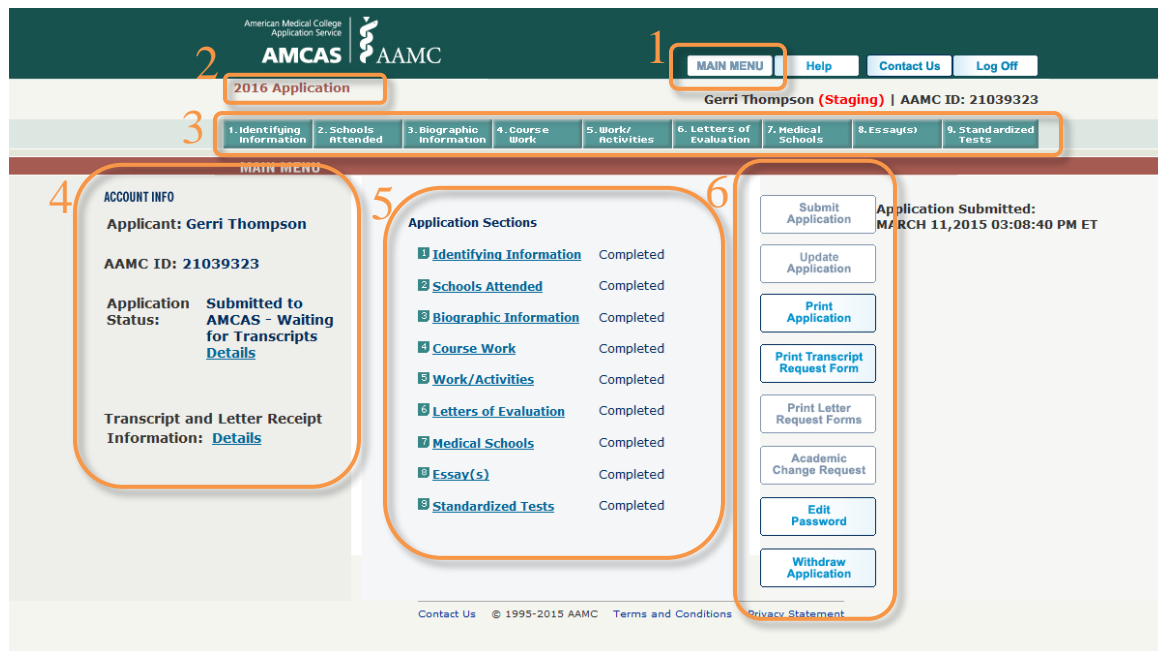 American Medical College
Application Service
AMCAS AAMC
1
MAIN MENU Help Contact Us Log Off
2
2016 Application
Gerri Thompson (Staging) | AAMC ID: 21039323
3
1. Identifying Information
2. Schools Attended
3. Biographic Information
4. Course Work
5. Work/ Activities
6. Letters of Evaluation
7. Medical Schools
8. Essay(s)
9. Standardized Tests
MAIN MENU
4
ACCOUNT INFO
Applicant: Gerri Thompson
AAMC ID: 21039323
Application Status: Submitted to
AMCAS - Waiting
for Transcripts
Details
Transcript and Letter Receipt
Information: Details
5
Application Sections
1 Identifying Information Completed
2 Schools Attended Completed
3 Biographic Information Completed
4 Course Work Completed
5 Work/Activities Completed
6 Letters of Evaluation Completed
7 Medical Schools Completed
8 Essay(s) Completed
9 Standardized Tests Completed
6
Submit
Application
Update
Application
Print
Application
Print Transcript
Request Form
Print Letter
Request Forms
Academic
Change Request
Edit
Password
Withdraw
Application
Application Submitted:
MARCH 11,2015 03:08:40 PM ET
Contact Us © 1995-2015 AAMC Terms and Conditions Privacy Statement